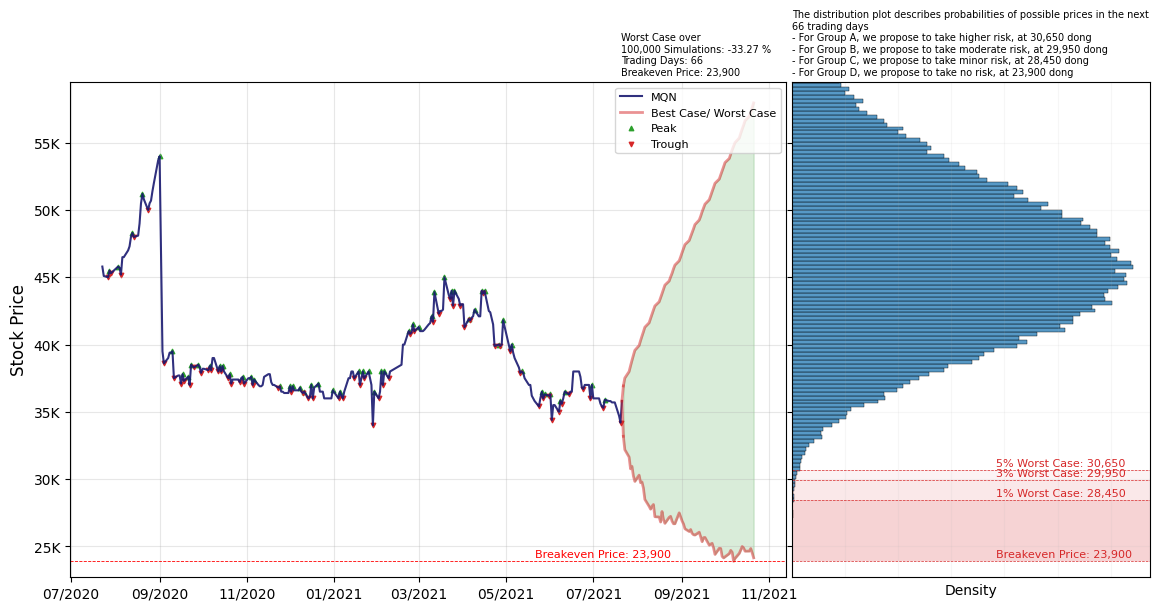 The distribution plot describes probabilities of possible prices in the next
66 trading days
- For Group A, we propose to take higher risk, at 30,650 dong
- For Group B, we propose to take moderate risk, at 29,950 dong
- For Group C, we propose to take minor risk, at 28,450 dong
- For Group D, we propose to take no risk, at 23,900 dong
Worst Case over
100,000 Simulations: -33.27 %
Trading Days: 66
Breakeven Price: 23,900
MQN
Best Case/ Worst Case
Peak
Trough
Stock Price
55K
50K
45K
40K
35K
30K
25K
Breakeven Price: 23,900
07/2020
09/2020
11/2020
01/2021
03/2021
05/2021
07/2021
09/2021
11/2021
5% Worst Case: 30,650
3% Worst Case: 29,950
1% Worst Case: 28,450
Breakeven Price: 23,900
Density